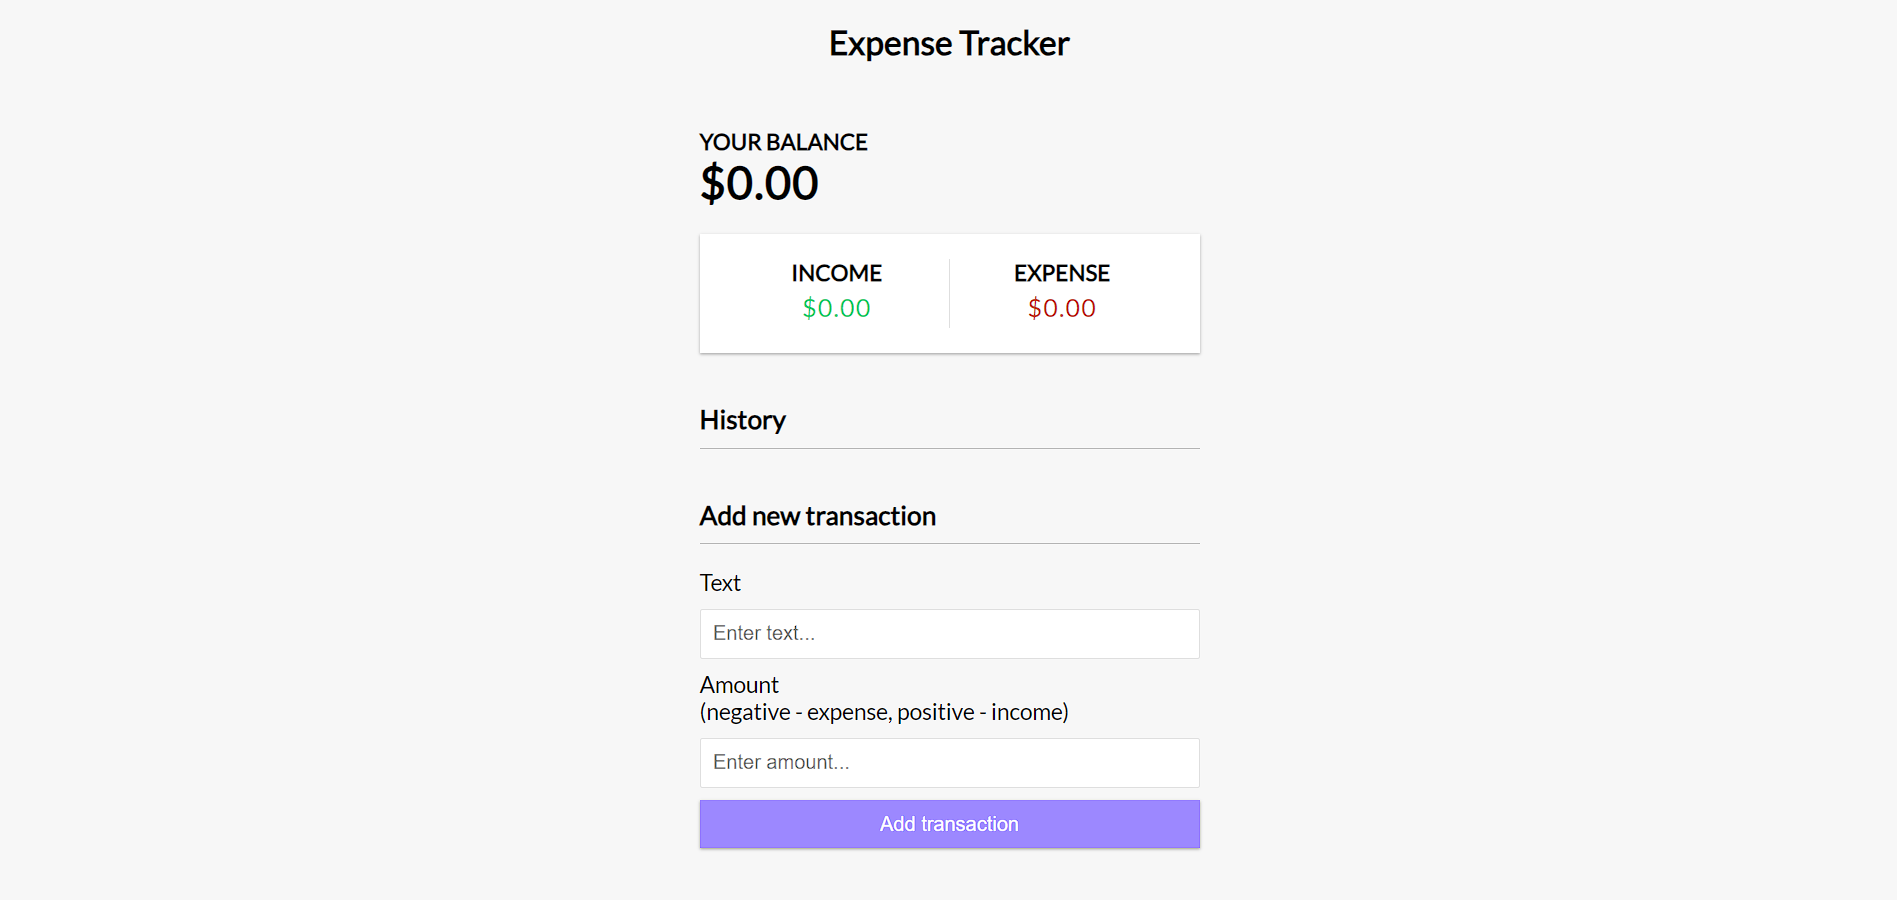 Expense Tracker
YOUR BALANCE
$0.00
INCOME
EXPENSE
$0.00
$0.00
History
Add new transaction
Text
Enter text...
Amount
(negative - expense, positive - income)
Enter amount...
Add transaction